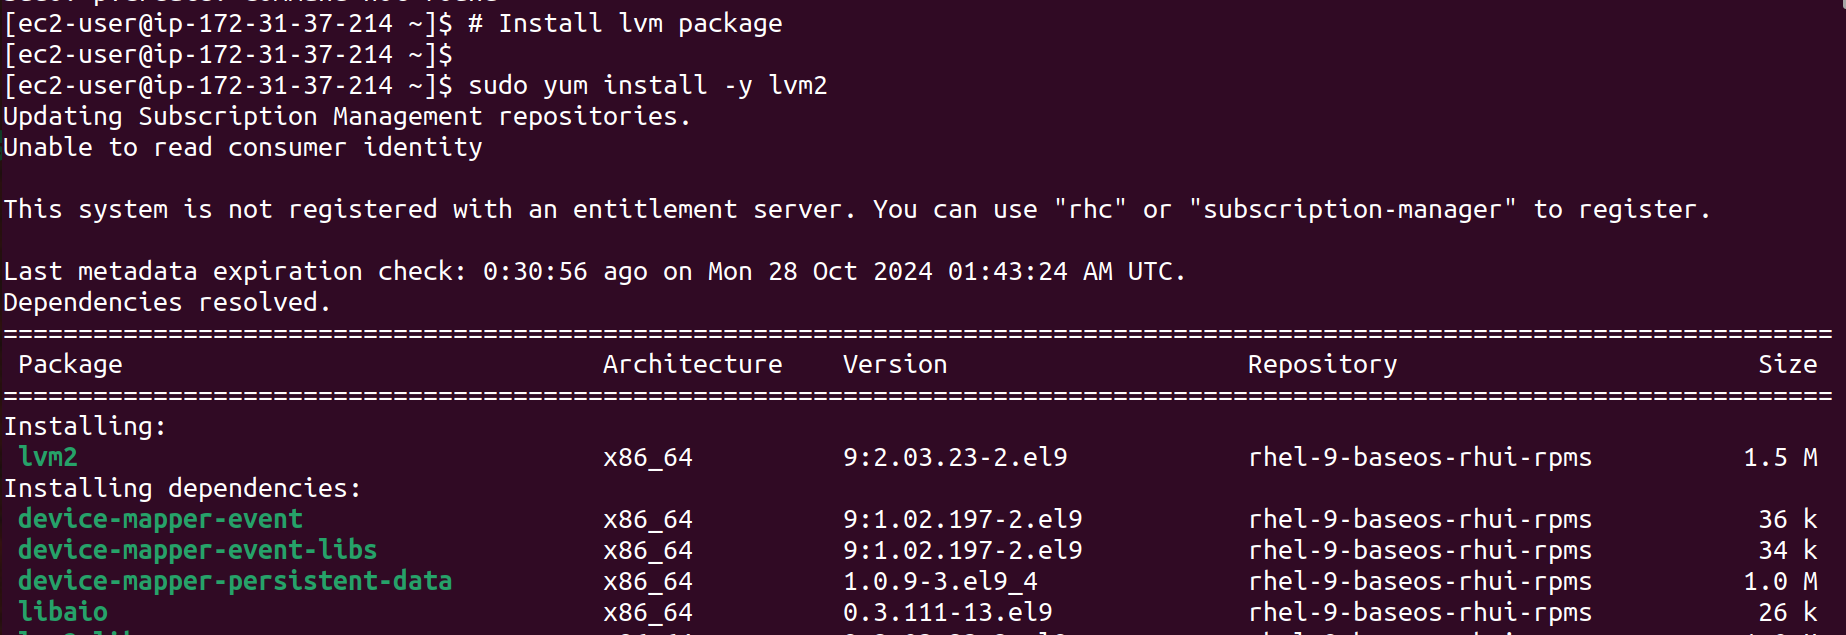 [ec2-user@ip-172-31-37-214 ~]$ # Install lvm package
[ec2-user@ip-172-31-37-214 ~]$
[ec2-user@ip-172-31-37-214 ~]$ sudo yum install -y lvm2
Updating Subscription Management repositories.
Unable to read consumer identity
This system is not registered with an entitlement server. You can use "rhc" or "subscription-manager" to register.
Last metadata expiration check: 0:30:56 ago on Mon 28 Oct 2024 01:43:24 AM UTC.
Dependencies resolved.
Package Architecture Version Repository Size
Installing:
lvm2 x86_64 9:2.03.23-2.el9 rhel-9-baseos-rhui-rpms 1.5 M
Installing dependencies:
device-mapper-event x86_64 9:1.02.197-2.el9 rhel-9-baseos-rhui-rpms 36 k
device-mapper-event-libs x86_64 9:1.02.197-2.el9 rhel-9-baseos-rhui-rpms 34 k
device-mapper-persistent-data x86_64 1.0.9-3.el9_4 rhel-9-baseos-rhui-rpms 1.0 M
libaio x86_64 0.3.111-13.el9 rhel-9-baseos-rhui-rpms 26 k